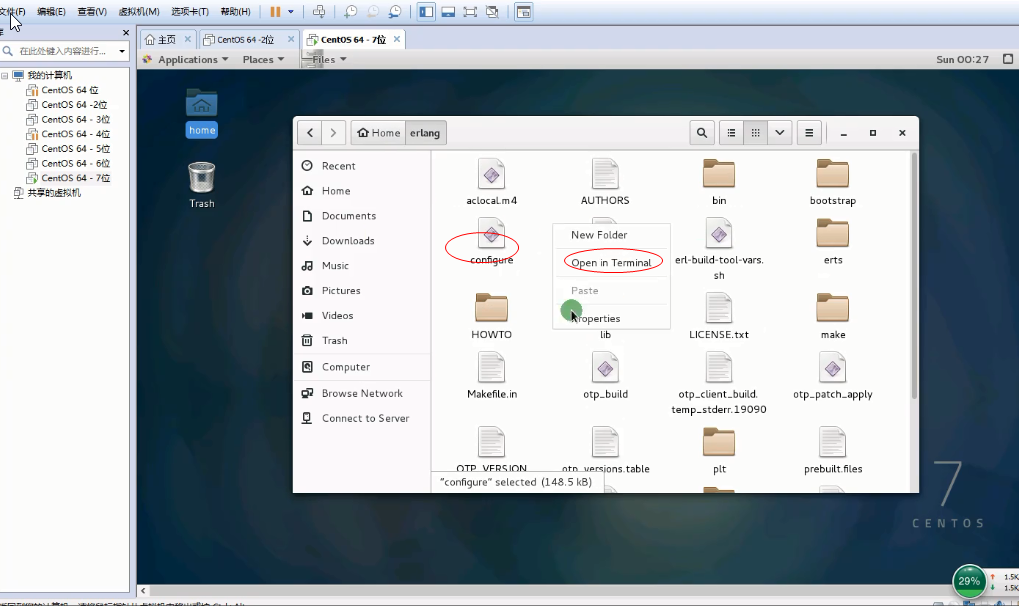 文件(F) 编辑(E) 查看(V) 虚拟机(M) 选项卡(T) 帮助(H)
在此处键入内容进行...
主页 CentOS 64 -2位 CentOS 64 - 7位
我的计算机
CentOS 64 位
CentOS 64 -2位
CentOS 64 - 3位
CentOS 64 - 4位
CentOS 64 - 5位
CentOS 64 - 6位
CentOS 64 - 7位
共享的虚拟机
Applications Places Files Sun 00:27
home
Trash
Home erlang
Recent
Home
Documents
Downloads
Music
Pictures
Videos
Trash
Computer
Browse Network
Connect to Server
aclocal.m4 AUTHORS bin bootstrap
configure erl-build-tool-vars. erts
sh
New Folder
Open in Terminal
Paste
Properties
HOWTO lib LICENSE.txt make
Makefile.in otp_build otp_client_build. otp_patch_apply
temp_stderr.19090
OTP_VERSION otp_versions.table plt prebuilt.files
"configure" selected (148.5 kB)
7
CENTOS
29%
1.5K
1.5K